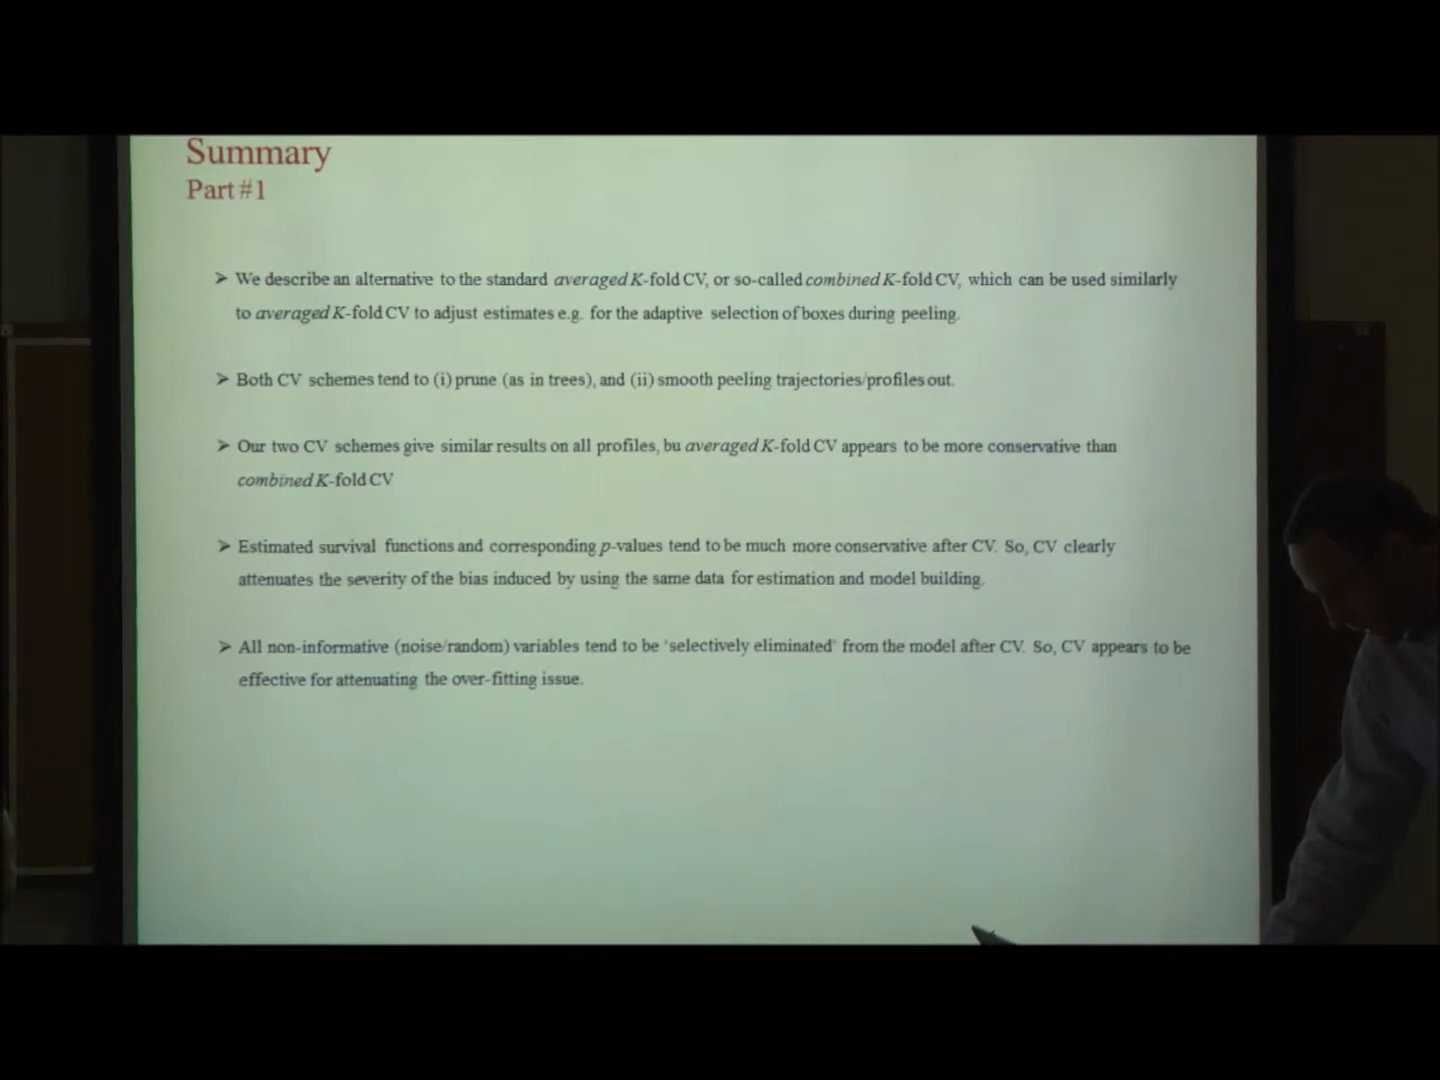 Summary
Part #1
➢ We describe an alternative to the standard averaged K-fold CV, or so-called combined K-fold CV, which can be used similarly
to averaged K-fold CV to adjust estimates e.g. for the adaptive selection of boxes during peeling.
➢ Both CV schemes tend to (i) prune (as in trees), and (ii) smooth peeling trajectories/profiles out.
➢ Our two CV schemes give similar results on all profiles, bu averaged K-fold CV appears to be more conservative than
combined K-fold CV
➢ Estimated survival functions and corresponding p-values tend to be much more conservative after CV. So, CV clearly
attenuates the severity of the bias induced by using the same data for estimation and model building.
➢ All non-informative (noise/random) variables tend to be 'selectively eliminated' from the model after CV. So, CV appears to be
effective for attenuating the over-fitting issue.